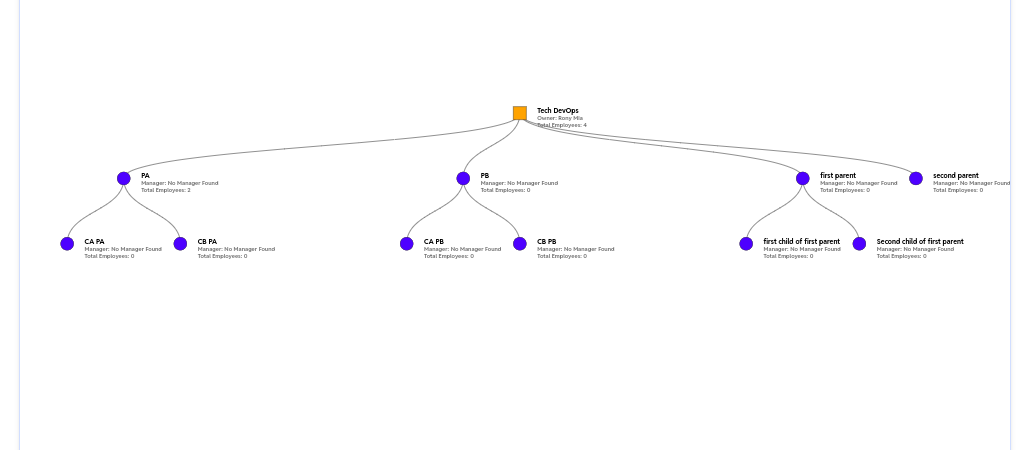 Tech DevOps
Owner: Rony Mia
Total Employees: 4
PA
Manager: No Manager Found
Total Employees: 2
PB
Manager: No Manager Found
Total Employees: 0
first parent
Manager: No Manager Found
Total Employees: 0
second parent
Manager: No Manager Found
Total Employees: 0
CA PA
Manager: No Manager Found
Total Employees: 0
CB PA
Manager: No Manager Found
Total Employees: 0
CA PB
Manager: No Manager Found
Total Employees: 0
CB PB
Manager: No Manager Found
Total Employees: 0
first child of first parent
Manager: No Manager Found
Total Employees: 0
Second child of first parent
Manager: No Manager Found
Total Employees: 0